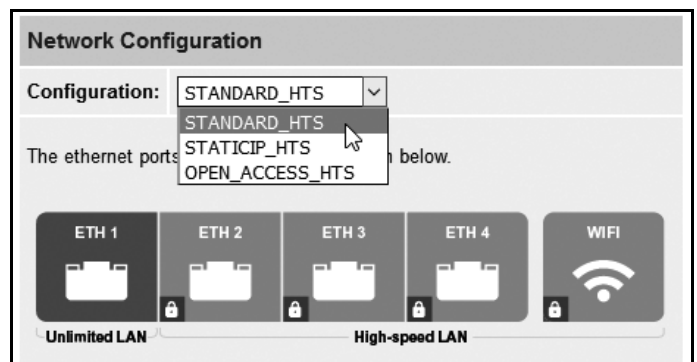 Network Configuration
Configuration: STANDARD_HTS
STANDARD_HTS
STATICIP_HTS
OPEN_ACCESS_HTS
The ethernet ports n below.
ETH 1 ETH 2 ETH 3 ETH 4 WIFI
Unlimited LAN High-speed LAN